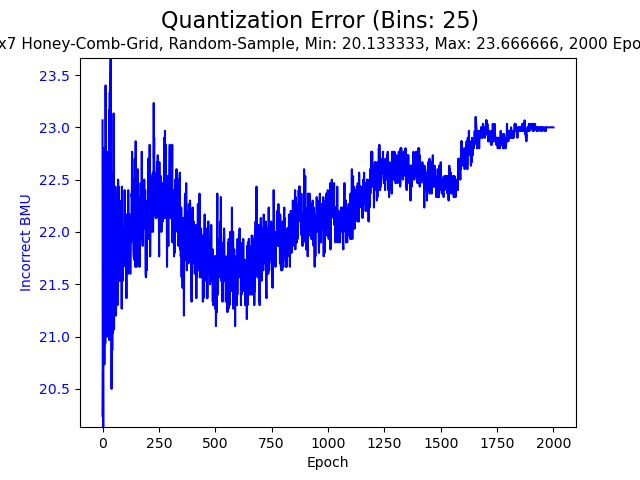 Quantization Error (Bins: 25)
x7 Honey-Comb-Grid, Random-Sample, Min: 20.133333, Max: 23.666666, 2000 Epo
23.5
23.0
22.5
22.0
21.5
21.0
20.5
Incorrect BMU
0 250 500 750 1000 1250 1500 1750 2000
Epoch